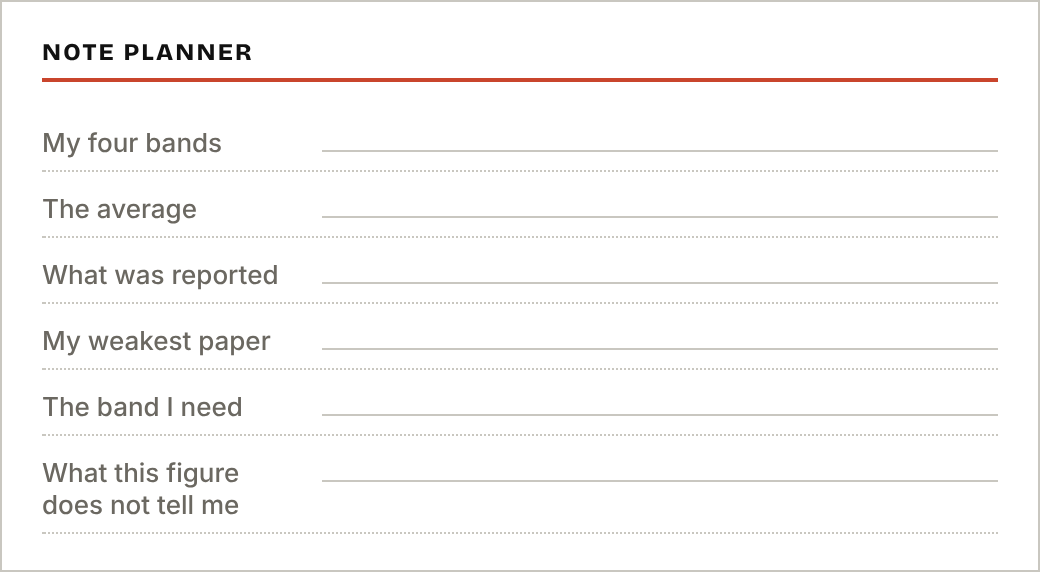 NOTE PLANNER
My four bands
The average
What was reported
My weakest paper
The band I need
What this figure
does not tell me